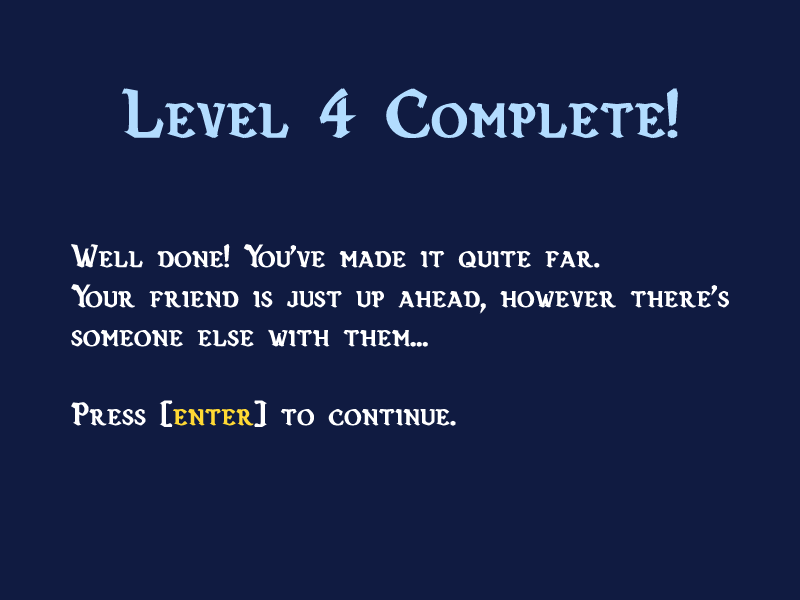 Level 4 Complete!
Well done! You've made it quite far.
Your friend is just up ahead, however there's
someone else with them...
Press [enter] to continue.